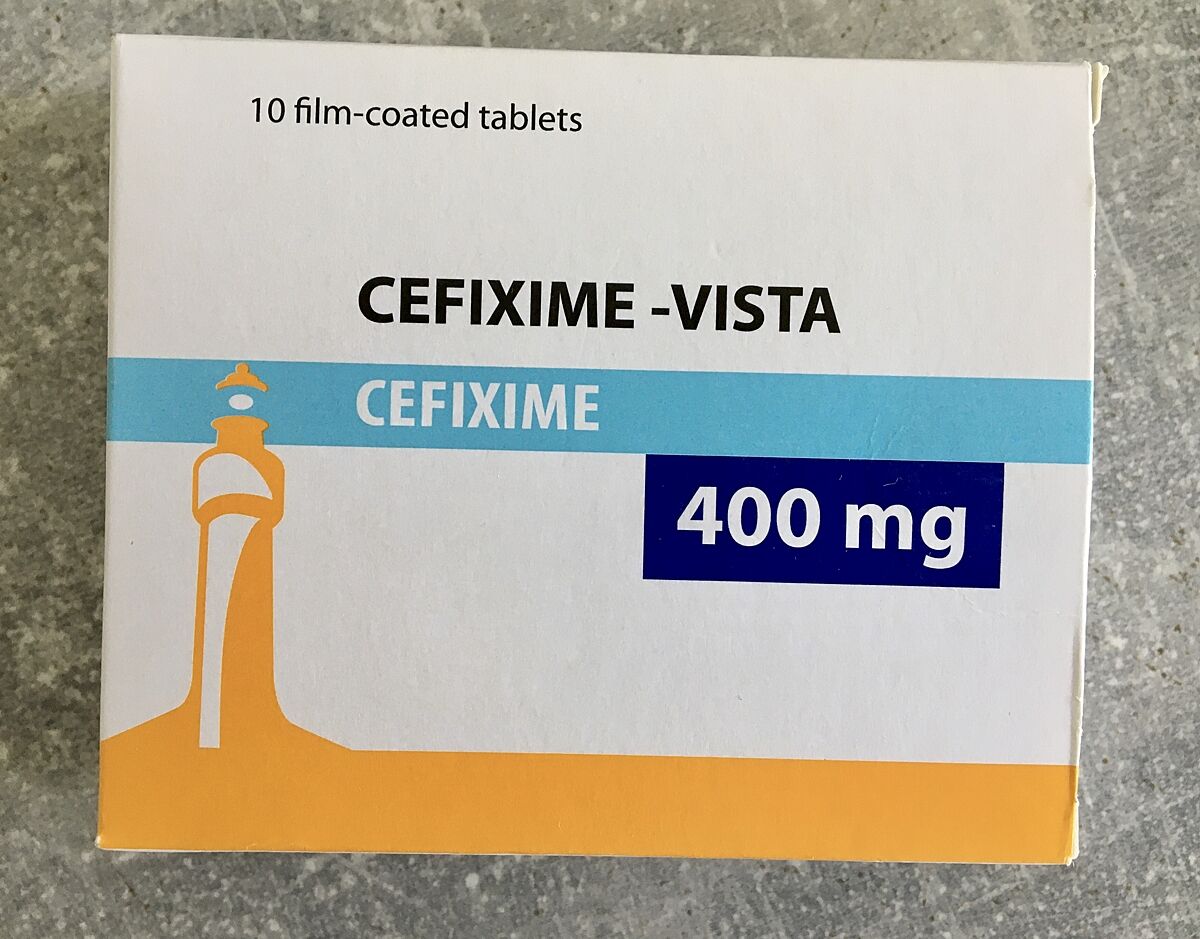 10 film-coated tablets
CEFIXIME -VISTA
CEFIXIME
400 mg